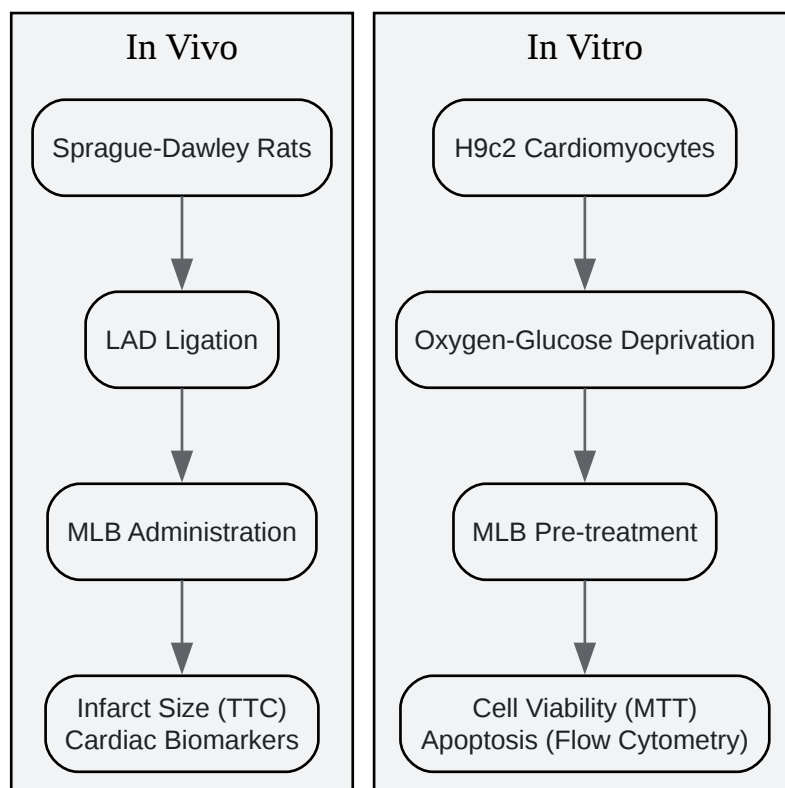 In Vivo
Sprague-Dawley Rats
LAD Ligation
MLB Administration
Infarct Size (TTC)
Cardiac Biomarkers
In Vitro
H9c2 Cardiomyocytes
Oxygen-Glucose Deprivation
MLB Pre-treatment
Cell Viability (MTT)
Apoptosis (Flow Cytometry)